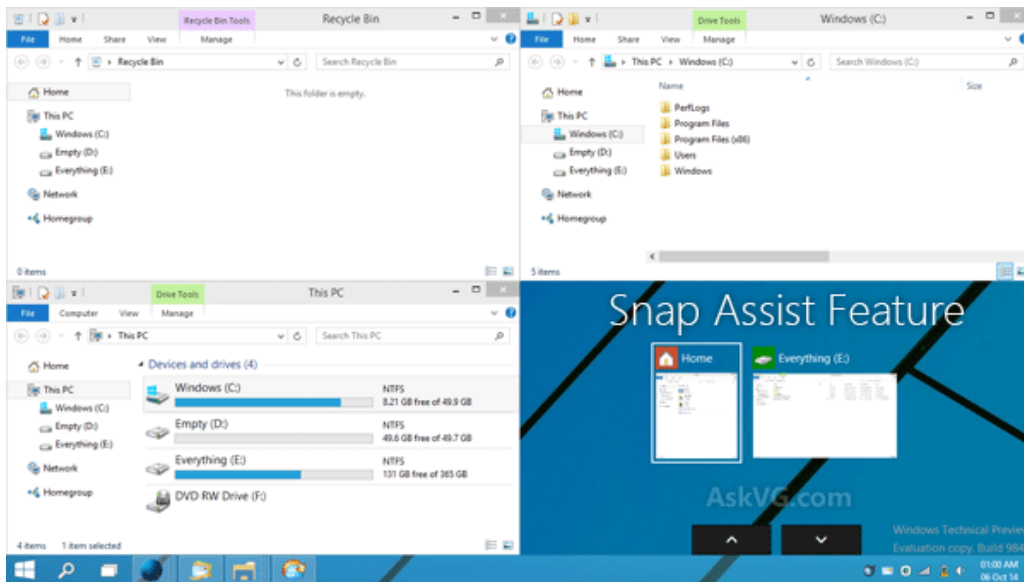 Recycle Bin Tools
Recycle Bin
File Home Share View Manage
Recycle Bin
Search Recycle Bin
Home
This folder is empty.
This PC
Windows (C:)
Empty (D:)
Everything (E:)
Network
Homegroup
0 items
Drive Tools
Windows (C:)
File Home Share View Manage
This PC Windows (C:)
Search Windows (C:)
Home
This PC
Windows (C:)
Empty (D:)
Everything (E:)
Network
Homegroup
Name Size
PerfLogs
Program Files
Program Files (x86)
Users
Windows
5 items
Drive Tools
This PC
File Computer View Manage
This PC
Search This PC
Home
This PC
Windows (C:)
Empty (D:)
Everything (E:)
Network
Homegroup
Devices and drives (4)
Windows (C:)
NTFS
8.21 GB free of 49.9 GB
Empty (D:)
NTFS
49.6 GB free of 49.7 GB
Everything (E:)
NTFS
131 GB free of 365 GB
DVD RW Drive (F:)
4 items 1 item selected
Snap Assist Feature
Home
Everything (E:)
AskVG.com
Windows Technical Preview
Evaluation copy. Build 984
01:00 AM
06 Oct 14